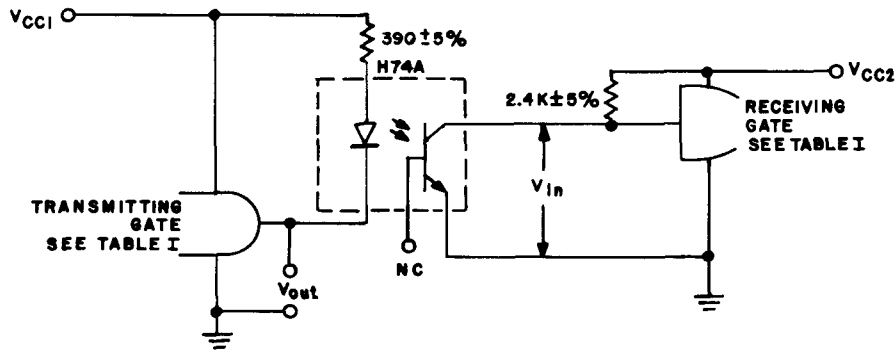 VCC1
390±5%
H74A
2.4K±5%
VCC2
RECEIVING
GATE
SEE TABLE I
Vin
TRANSMITTING
GATE
SEE TABLE I
NC
Vout